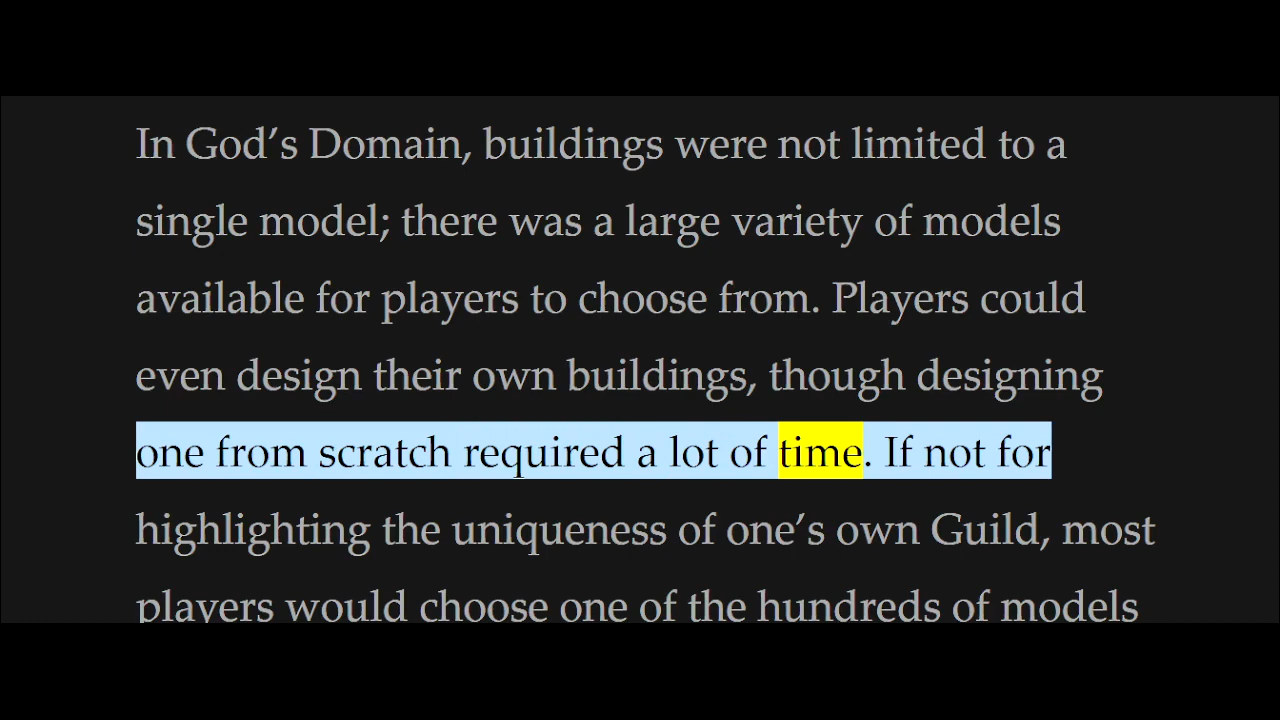 In God’s Domain, buildings were not limited to a
single model; there was a large variety of models
available for players to choose from. Players could
even design their own buildings, though designing
one from scratch required a lot of time. If not for
highlighting the uniqueness of one’s own Guild, most
players would choose one of the hundreds of models